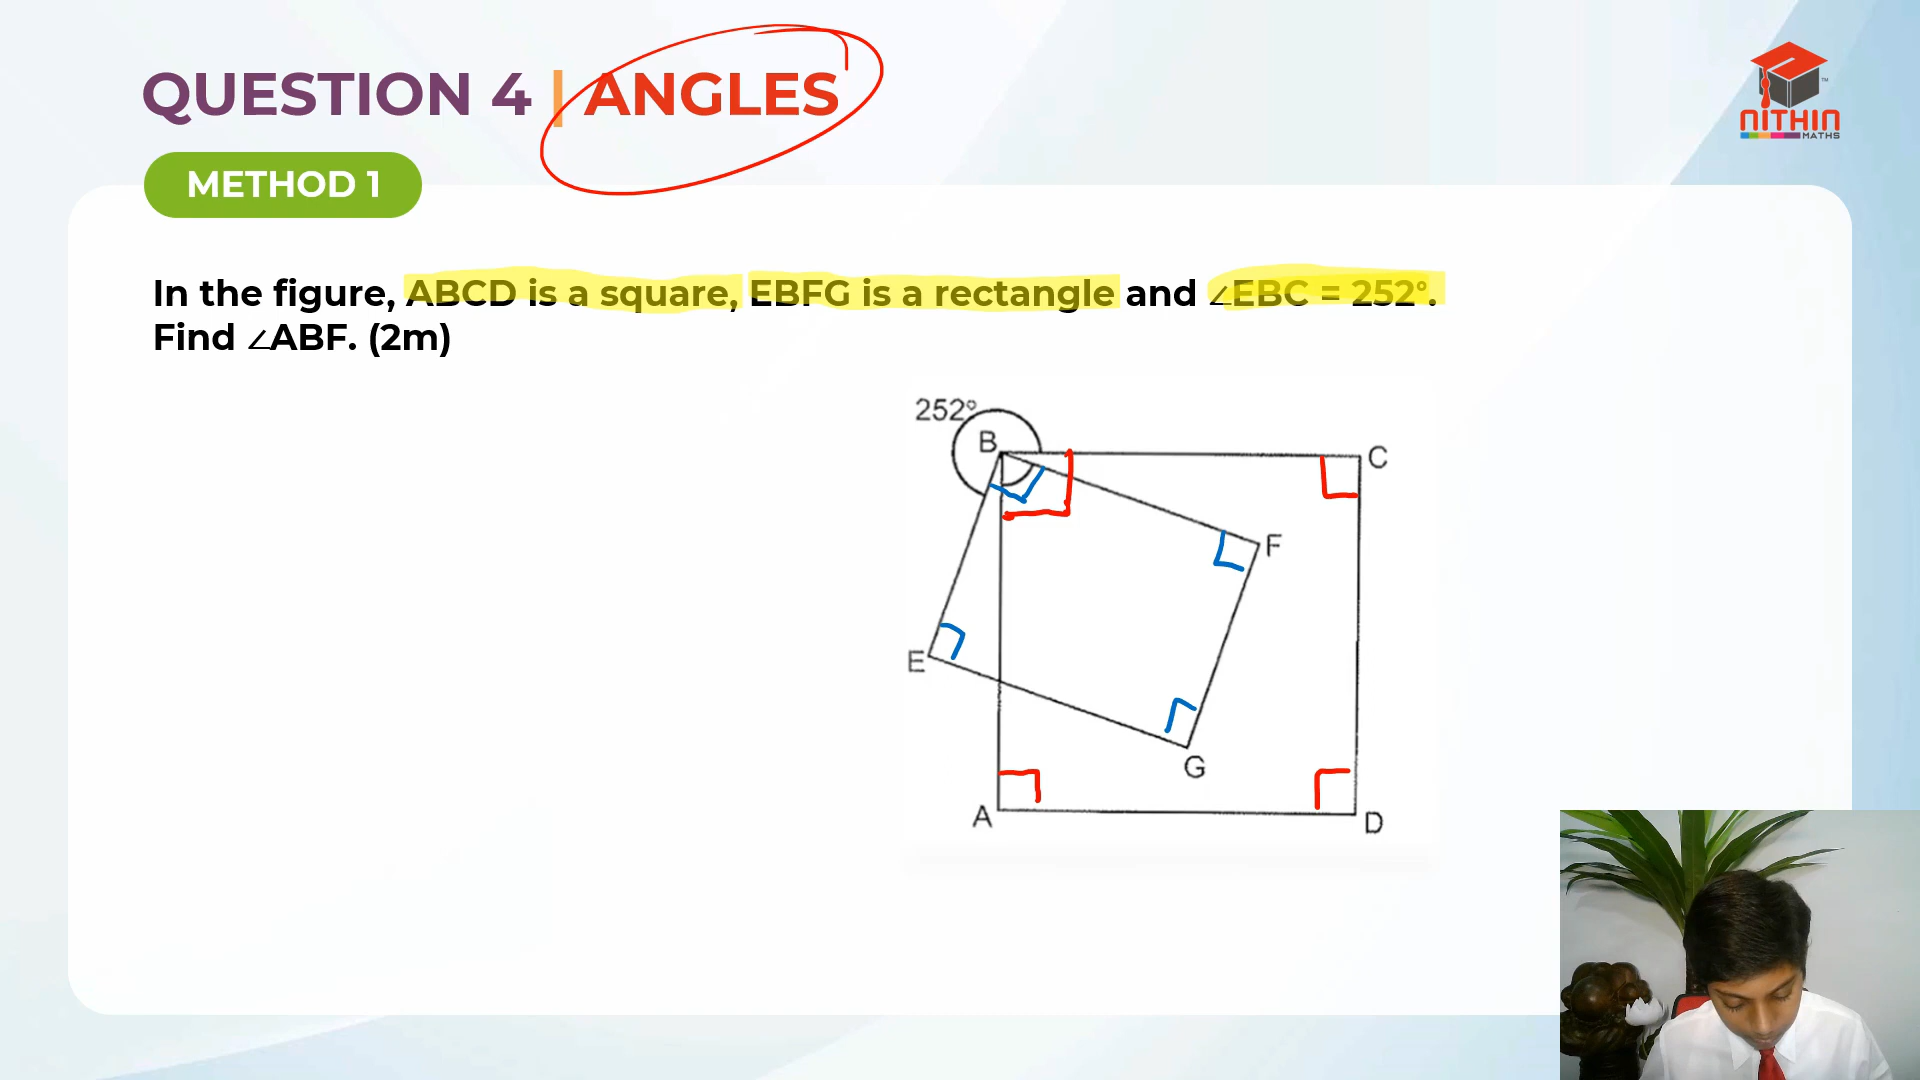 QUESTION 4 | ANGLES
NITHIN
MATHS
™
METHOD 1
In the figure, ABCD is a square, EBFG is a rectangle and ∠EBC = 252°.
Find ∠ABF. (2m)
252°
B
C
F
E
G
A
D